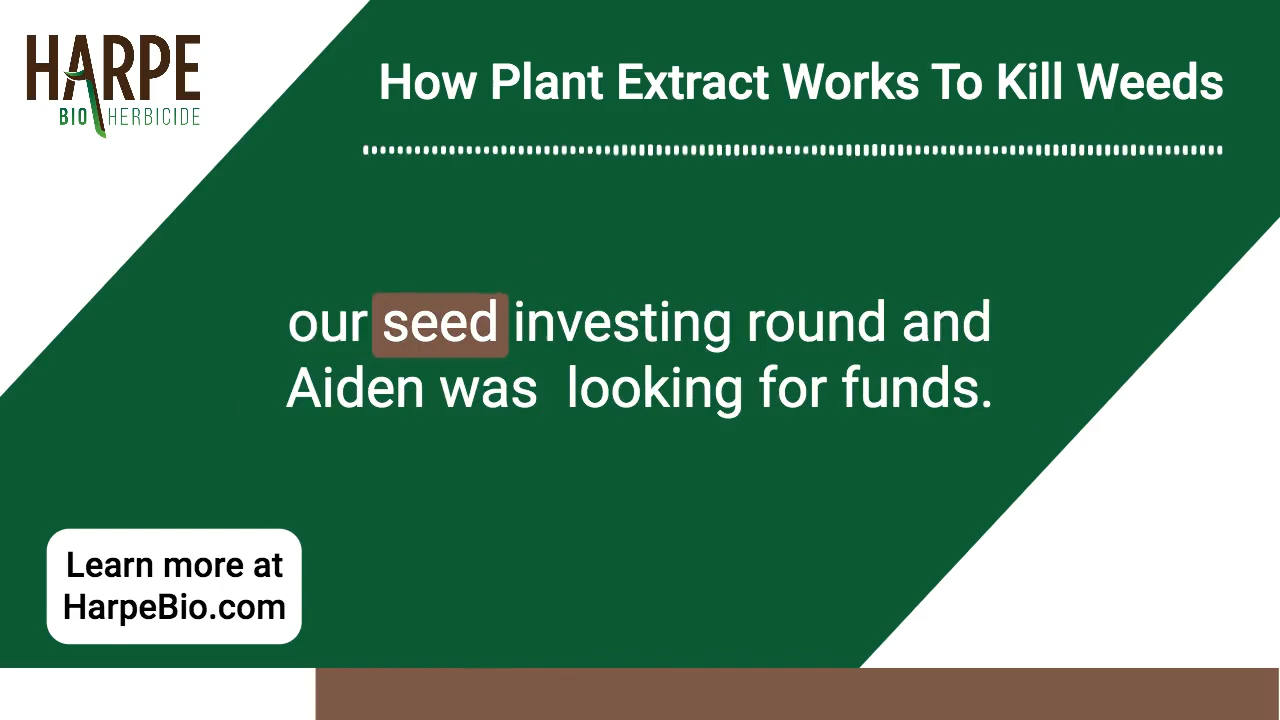 HARPE
BIO HERBICIDE
How Plant Extract Works To Kill Weeds
our seed investing round and
Aiden was  looking for funds.
Learn more at
HarpeBio.com